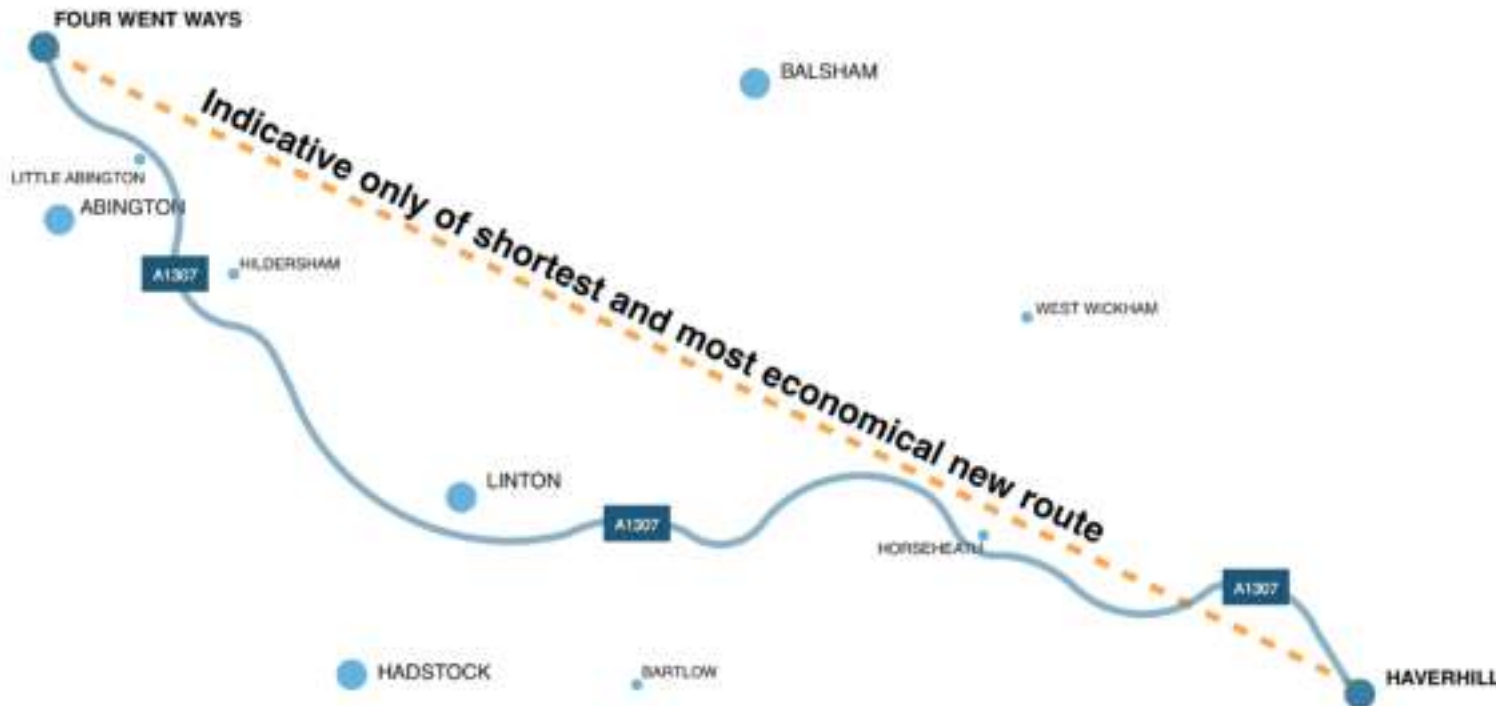 FOUR WENT WAYS
BALSHAM
Indicative only of shortest and most economical new route
LITTLE ABINGTON
ABINGTON
A1307
HILDERSHAM
WEST WICKHAM
LINTON
A1307
HORSEHEATH
A1307
HADSTOCK
BARTLOW
HAVERHILL